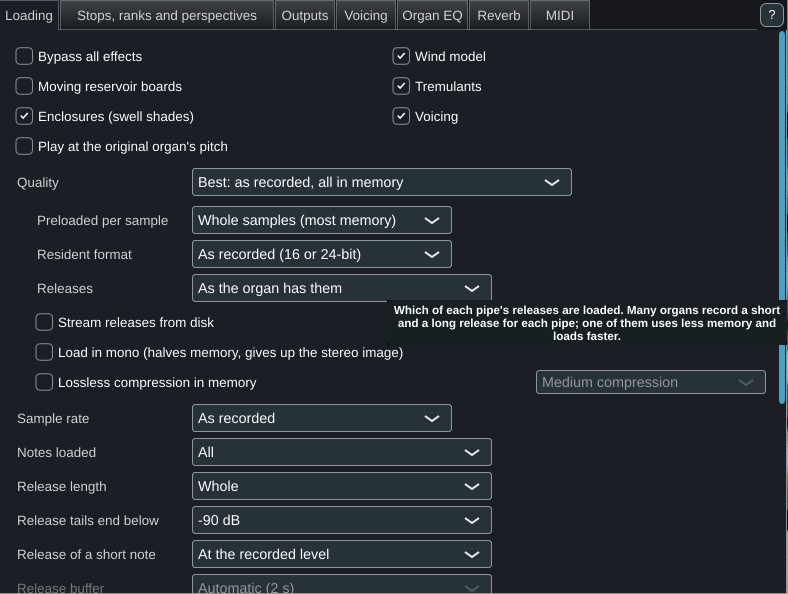 Loading Stops, ranks and perspectives Outputs Voicing Organ EQ Reverb MIDI ?
Bypass all effects Wind model
Moving reservoir boards Tremulants
Enclosures (swell shades) Voicing
Play at the original organ's pitch
Quality Best: as recorded, all in memory
Preloaded per sample Whole samples (most memory)
Resident format As recorded (16 or 24-bit)
Releases As the organ has them
Which of each pipe's releases are loaded. Many organs record a short
and a long release for each pipe; one of them uses less memory and
loads faster.
Stream releases from disk
Load in mono (halves memory, gives up the stereo image)
Lossless compression in memory Medium compression
Sample rate As recorded
Notes loaded All
Release length Whole
Release tails end below -90 dB
Release of a short note At the recorded level
Release buffer Automatic (2 s)